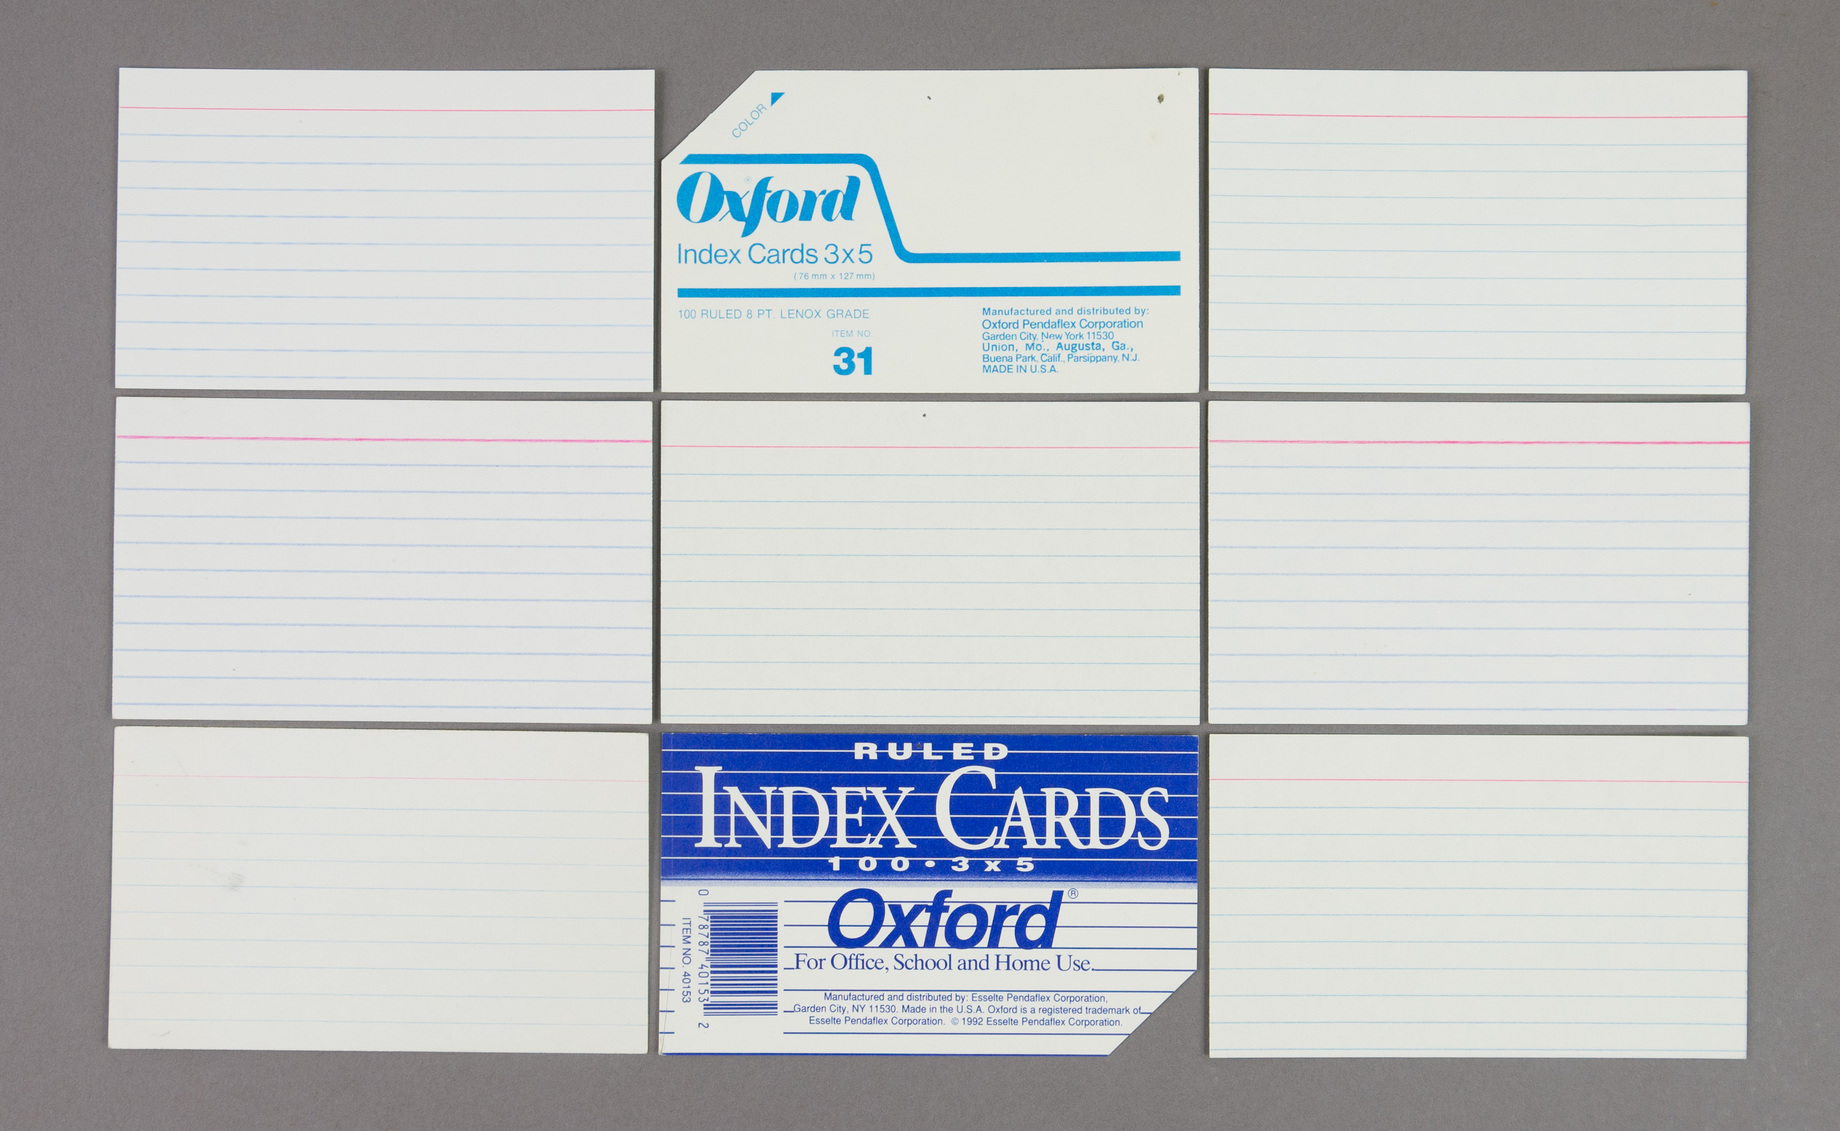 COLOR
Oxford
Index Cards 3x5
(76 mm x 127 mm)
100 RULED 8 PT. LENOX GRADE
ITEM NO.
31
Manufactured and distributed by:
Oxford Pendaflex Corporation
Garden City, New York 11530
Union, Mo., Augusta, Ga.,
Buena Park, Calif., Parsippany, N.J.
MADE IN U.S.A.
RULED
INDEX CARDS
100 • 3 x 5
Oxford®
For Office, School and Home Use.
0 78787 40153 2
ITEM NO. 40153
Manufactured and distributed by: Esselte Pendaflex Corporation,
Garden City, NY 11530. Made in the U.S.A. Oxford is a registered trademark of
Esselte Pendaflex Corporation. © 1992 Esselte Pendaflex Corporation.